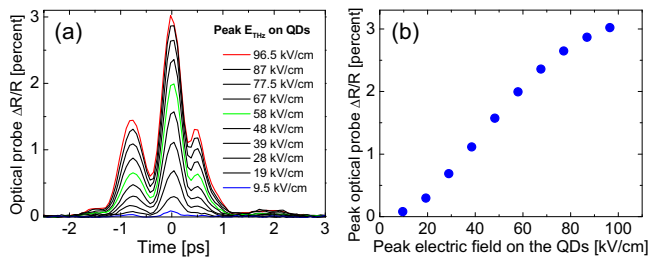 (a)
Peak E_THz on QDs
96.5 kV/cm
87 kV/cm
77.5 kV/cm
67 kV/cm
58 kV/cm
48 kV/cm
39 kV/cm
28 kV/cm
19 kV/cm
9.5 kV/cm
Optical probe ΔR/R [percent]
3
2
1
0
-2 -1 0 1 2 3
Time [ps]
(b)
Peak optical probe ΔR/R [percent]
3
2
1
0
0 20 40 60 80 100
Peak electric field on the QDs [kV/cm]